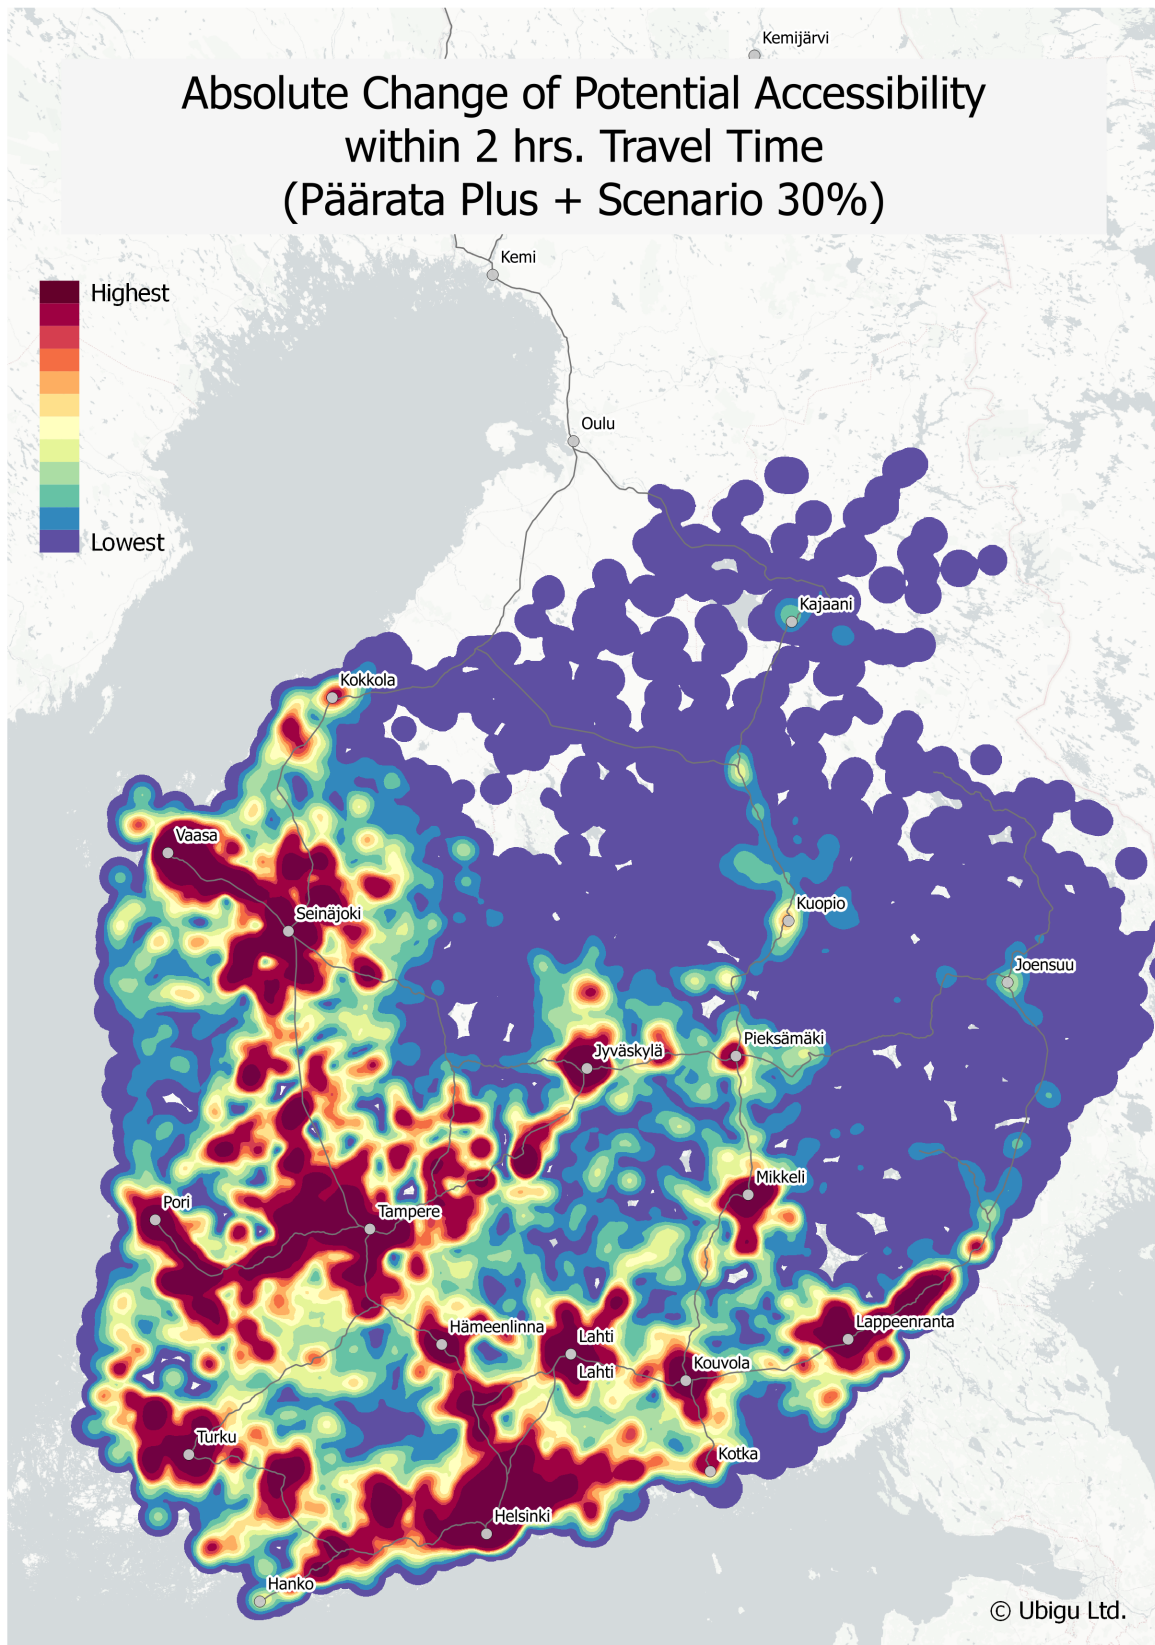 Kemijärvi
Absolute Change of Potential Accessibility
within 2 hrs. Travel Time
(Päärata Plus + Scenario 30%)
Kemi
Highest
Oulu
Lowest
Kajaani
Kokkola
Vaasa
Kuopio
Seinäjoki
Joensuu
Pieksämäki
Jyväskylä
Mikkeli
Pori
Tampere
Lappeenranta
Hämeenlinna
Lahti
Kouvola
Lahti
Turku
Kotka
Helsinki
Hanko
© Ubigu Ltd.